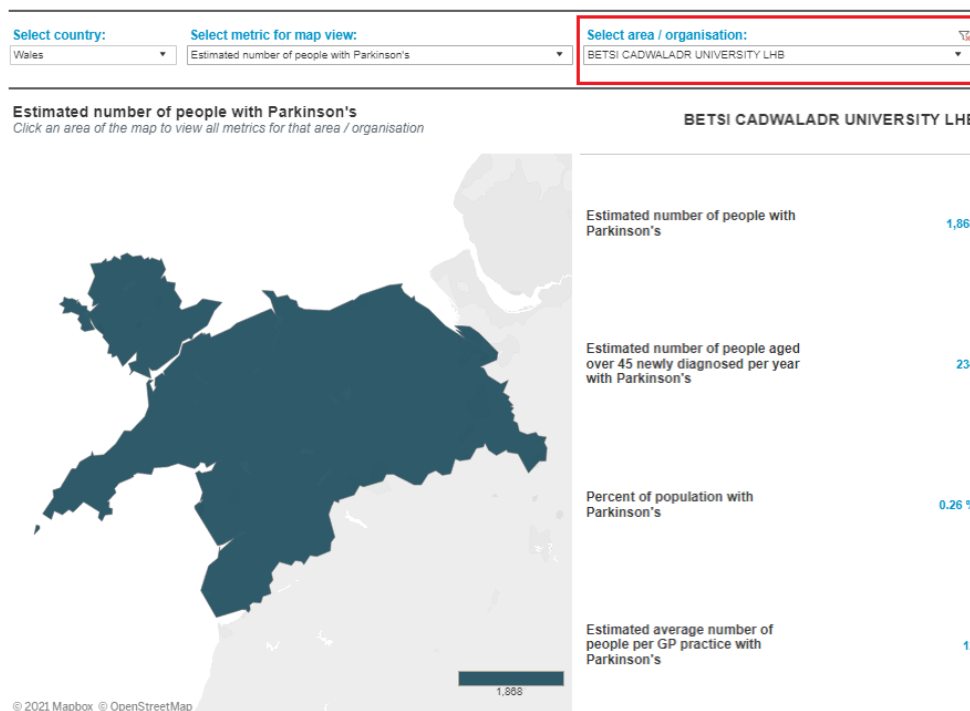 Select country:
Select metric for map view:
Select area / organisation:
Wales
Estimated number of people with Parkinson's
BETSI CADWALADR UNIVERSITY LHB
Estimated number of people with Parkinson's
Click an area of the map to view all metrics for that area / organisation
BETSI CADWALADR UNIVERSITY LHB
Estimated number of people with
Parkinson's
1,86
Estimated number of people aged
over 45 newly diagnosed per year
with Parkinson's
23
Percent of population with
Parkinson's
0.26 %
Estimated average number of
people per GP practice with
Parkinson's
1,868
© 2021 Mapbox © OpenStreetMap